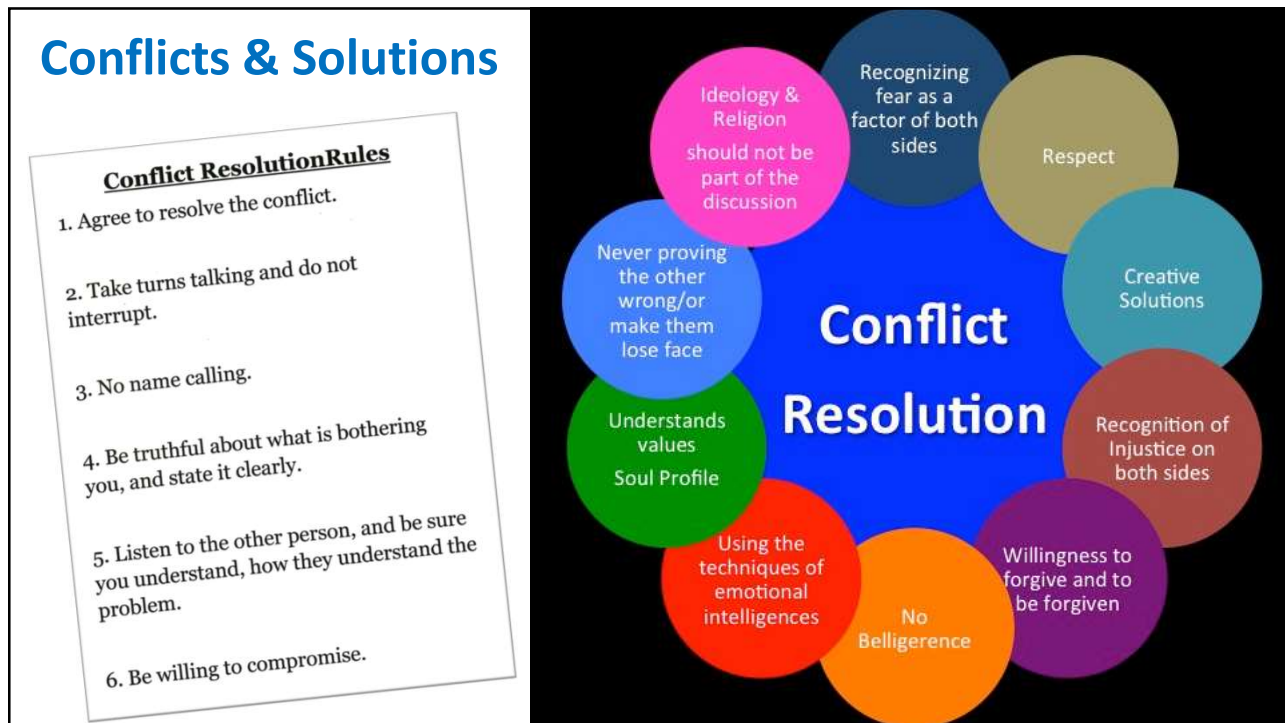 Conflicts & Solutions
Conflict ResolutionRules
1. Agree to resolve the conflict.
2. Take turns talking and do not
interrupt.
3. No name calling.
4. Be truthful about what is bothering
you, and state it clearly.
5. Listen to the other person, and be sure
you understand, how they understand the
problem.
6. Be willing to compromise.
Conflict
Resolution
Recognizing
fear as a
factor of both
sides
Respect
Creative
Solutions
Recognition of
Injustice on
both sides
Willingness to
forgive and to
be forgiven
No
Belligerence
Using the
techniques of
emotional
intelligences
Understands
values
Soul Profile
Never proving
the other
wrong/or
make them
lose face
Ideology &
Religion
should not be
part of the
discussion